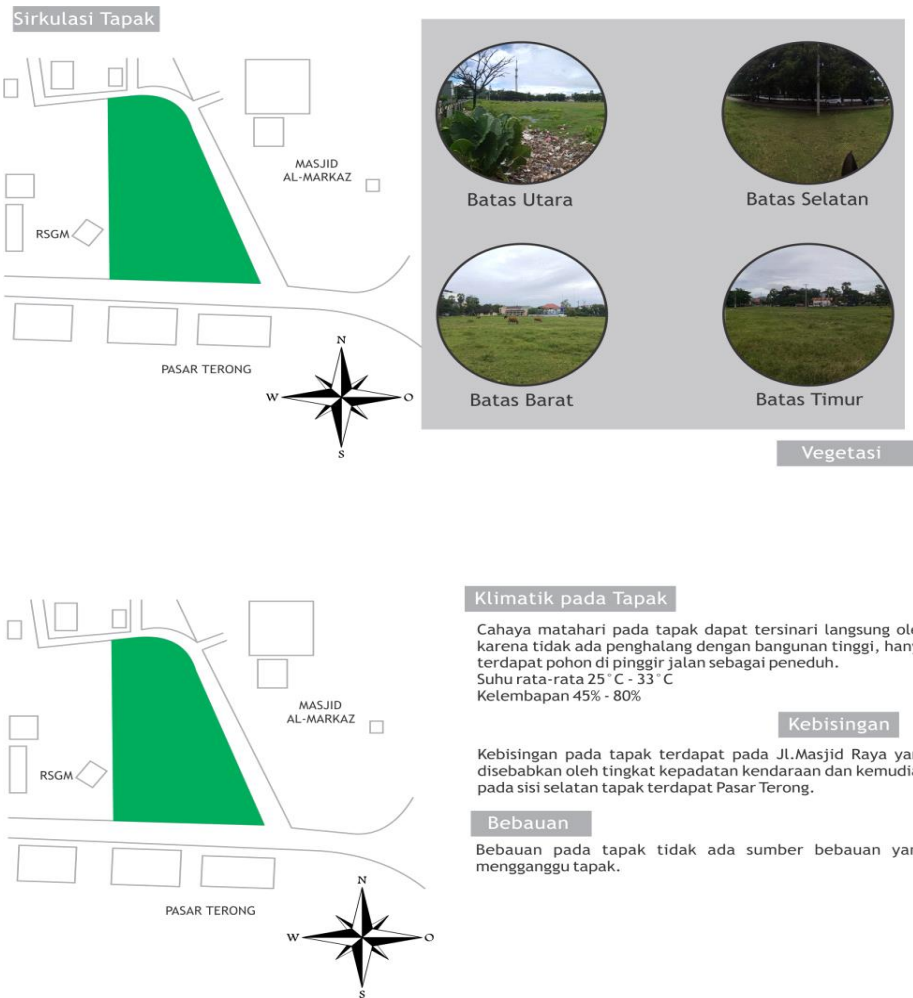 Sirkulasi Tapak
MASJID
AL-MARKAZ
RSGM
PASAR TERONG
N
W
O
S
Batas Utara
Batas Selatan
Batas Barat
Batas Timur
Vegetasi
MASJID
AL-MARKAZ
RSGM
PASAR TERONG
N
W
O
S
Klimatik pada Tapak
Cahaya matahari pada tapak dapat tersinari langsung ole
karena tidak ada penghalang dengan bangunan tinggi, hany
terdapat pohon di pinggir jalan sebagai peneduh.
Suhu rata-rata 25°C - 33°C
Kelembapan 45% - 80%
Kebisingan
Kebisingan pada tapak terdapat pada Jl.Masjid Raya yan
disebabkan oleh tingkat kepadatan kendaraan dan kemudia
pada sisi selatan tapak terdapat Pasar Terong.
Bebauan
Bebauan pada tapak tidak ada sumber bebauan yan
mengganggu tapak.